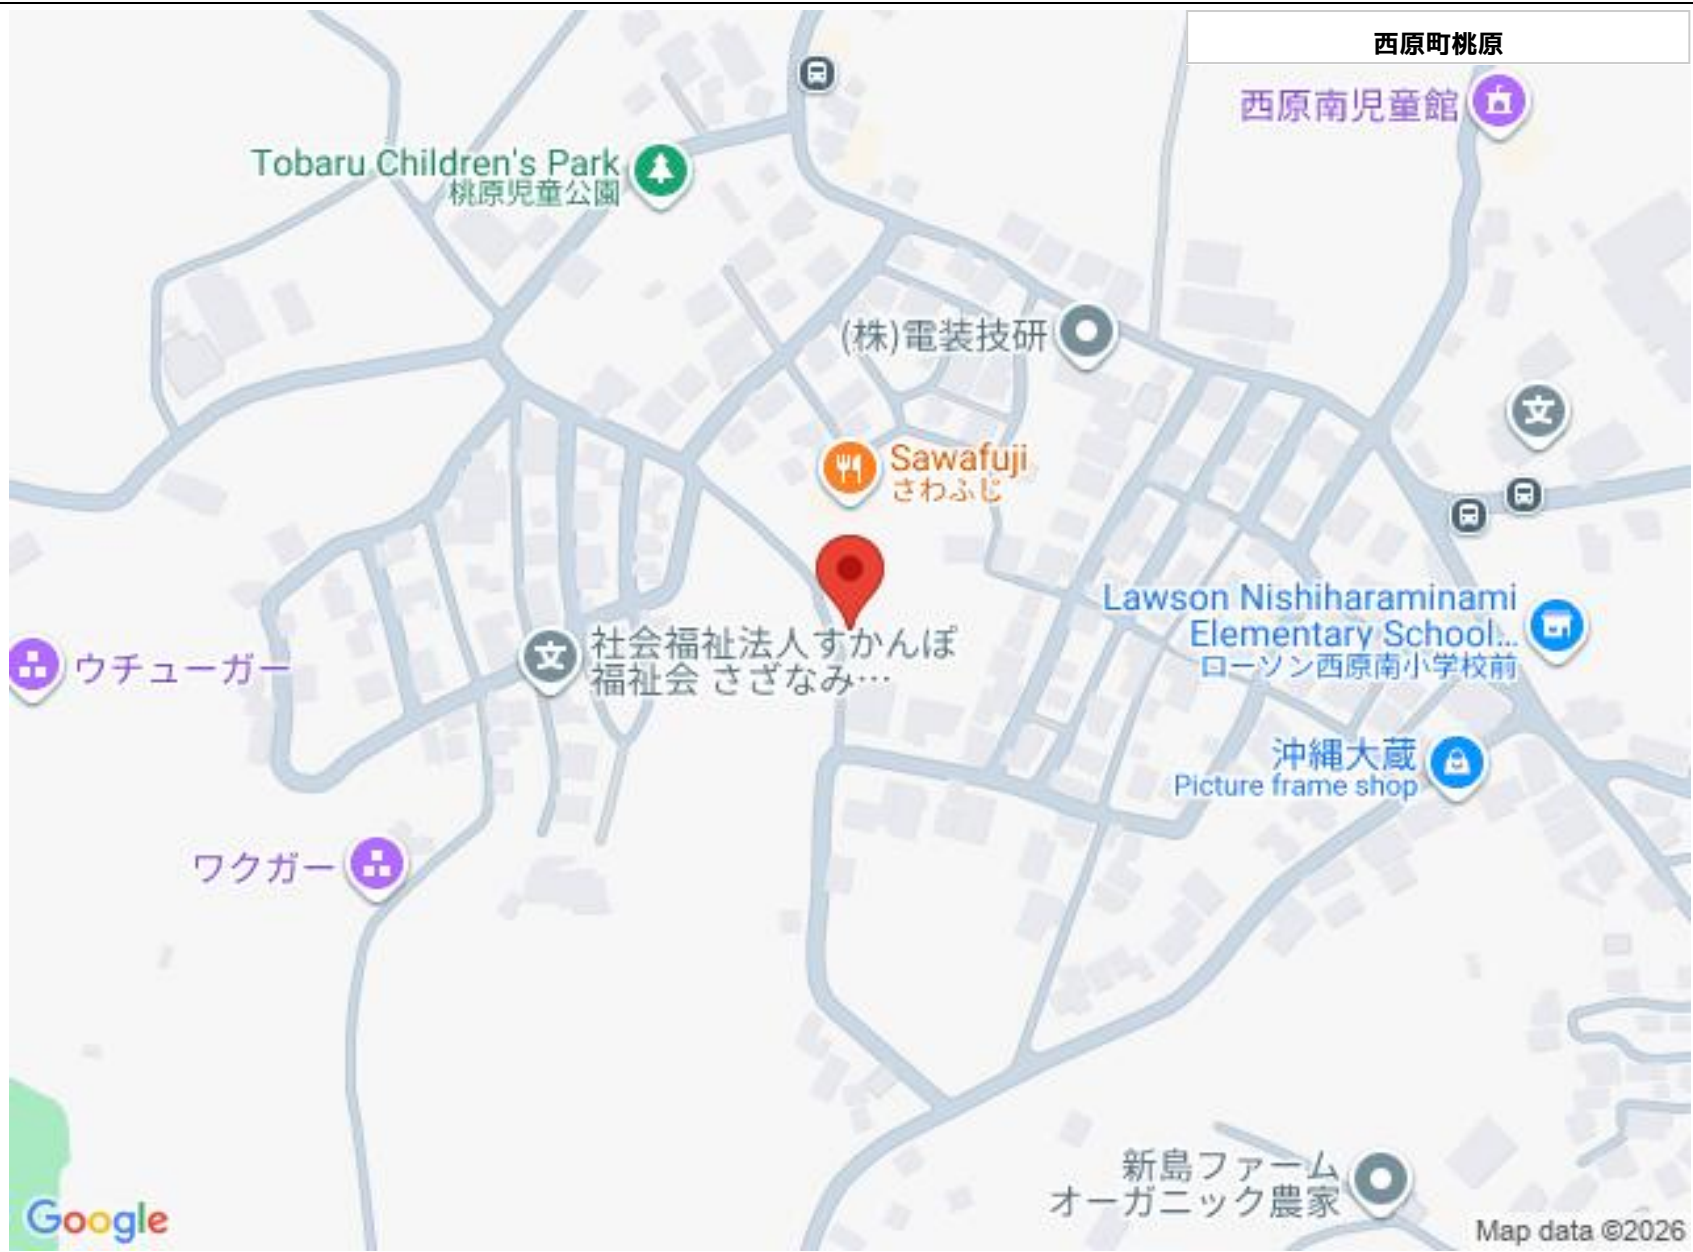 西原町桃原
西原南児童館
Tobaru Children's Park
桃原児童公園
(株)電装技研
文
Sawafuji
さわふじ
Lawson Nishiharaminami
Elementary School...
ローソン西原南小学校前
文
社会福祉法人すかんぽ
福祉会 さざなみ…
ウチューガー
沖縄大蔵
Picture frame shop
ワクガー
新島ファーム
オーガニック農家
Google
Map data ©2026